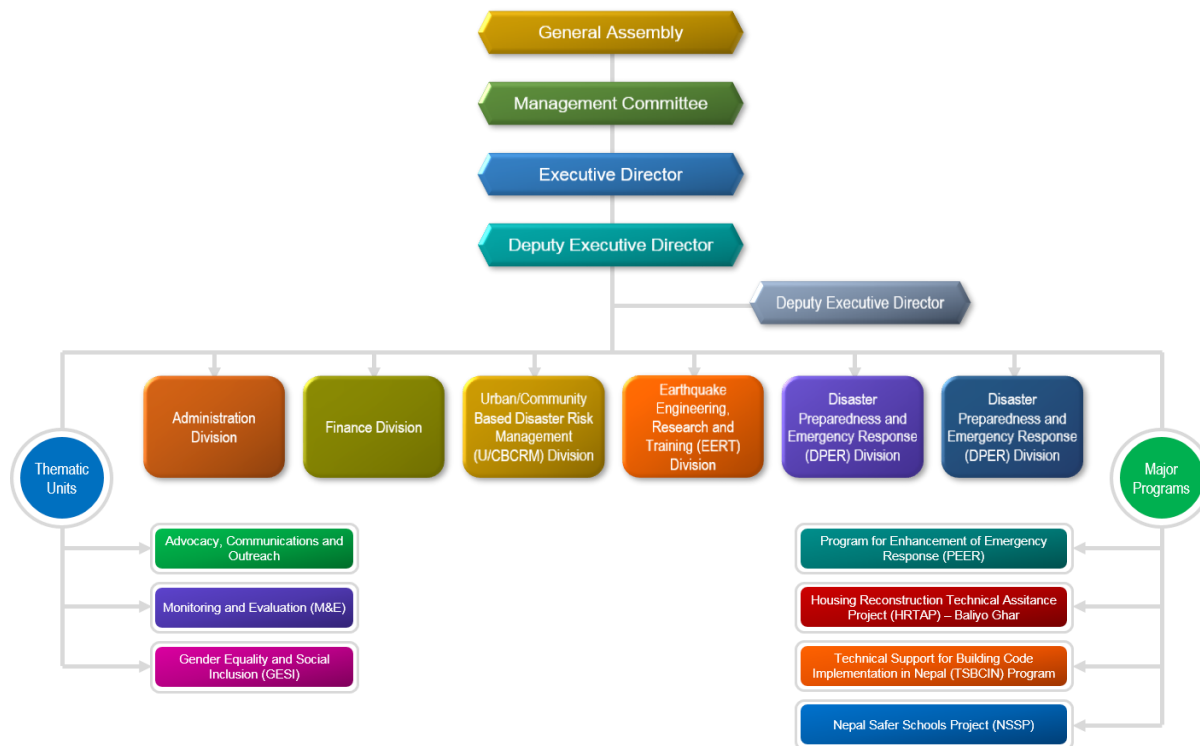 General Assembly
Management Committee
Executive Director
Deputy Executive Director
Deputy Executive Director
Administration
Division
Finance Division
Urban/Community
Based Disaster Risk
Management
(U/CBCRM) Division
Earthquake
Engineering,
Research and
Training (EERT)
Division
Disaster
Preparedness and
Emergency Response
(DPER) Division
Disaster
Preparedness and
Emergency Response
(DPER) Division
Thematic
Units
Major
Programs
Advocacy, Communications and
Outreach
Monitoring and Evaluation (M&E)
Gender Equality and Social
Inclusion (GESI)
Program for Enhancement of Emergency
Response (PEER)
Housing Reconstruction Technical Assitance
Project (HRTAP) – Baliyo Ghar
Technical Support for Building Code
Implementation in Nepal (TSBCIN) Program
Nepal Safer Schools Project (NSSP)